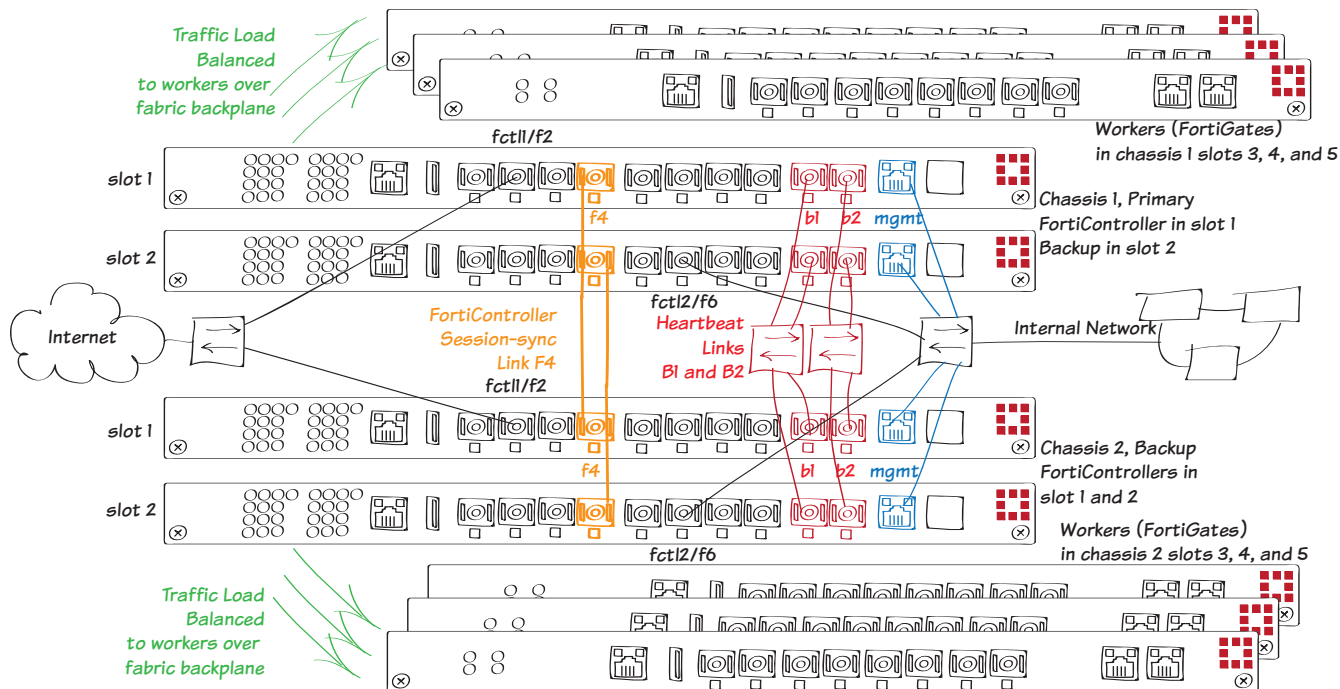 Traffic Load
Balanced
to workers over
fabric backplane
Workers (FortiGates)
in chassis 1 slots 3, 4, and 5
fctl1/f2
slot 1
f4
b1
b2
mgmt
Chassis 1, Primary
FortiController in slot 1
Backup in slot 2
slot 2
fctl2/f6
Internet
FortiController
Session-sync
Link F4
Heartbeat
Links
B1 and B2
Internal Network
fctl1/f2
slot 1
f4
b1
b2
mgmt
Chassis 2, Backup
FortiControllers in
slot 1 and 2
slot 2
fctl2/f6
Workers (FortiGates)
in chassis 2 slots 3, 4, and 5
Traffic Load
Balanced
to workers over
fabric backplane